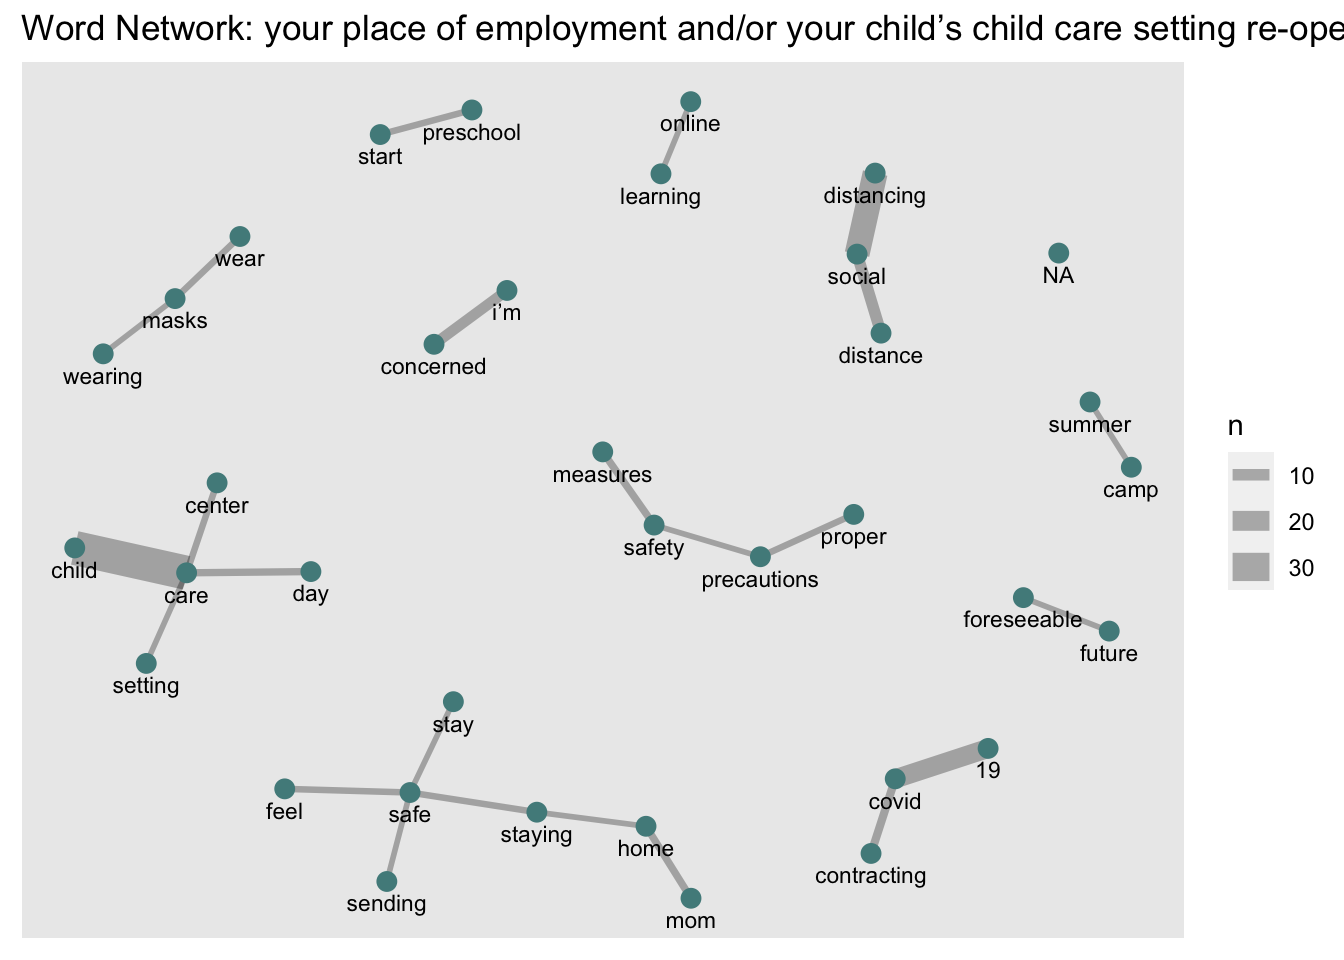 Word Network: your place of employment and/or your child’s child care setting re-ope
online
preschool
start
learning
distancing
wear
social
NA
i’m
masks
distance
concerned
wearing
summer
measures
camp
center
proper
safety
child
precautions
care
day
foreseeable
future
setting
stay
19
covid
feel
safe
staying
home
contracting
sending
mom
n
10
20
30